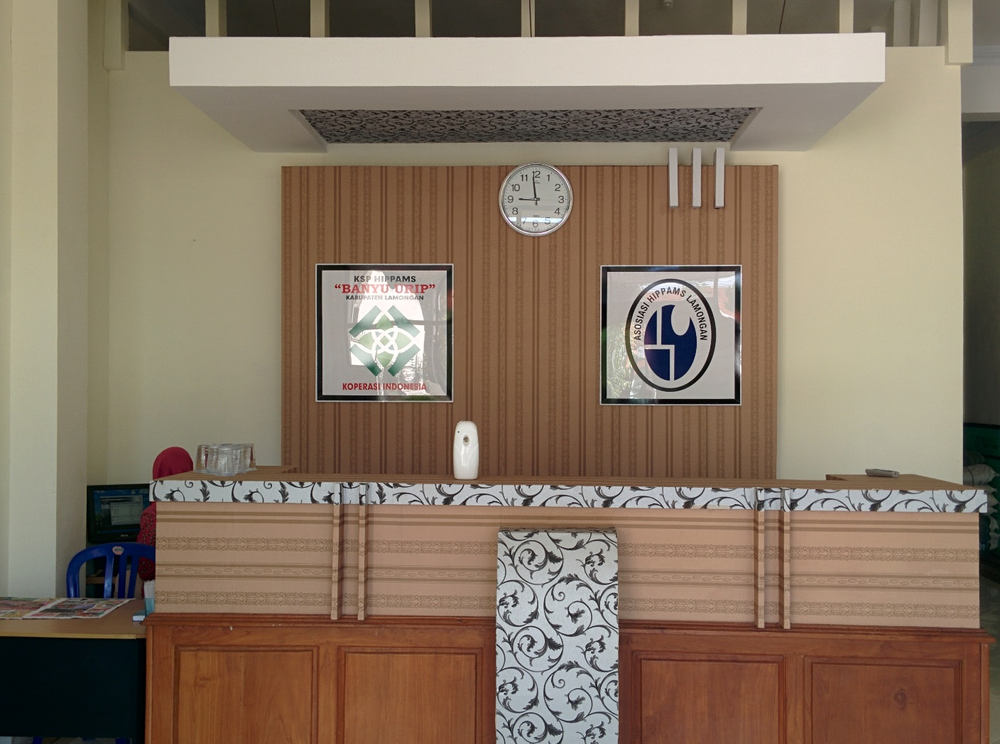 12
1
2
3
4
5
6
8
9
10
11
KSP HIPPAMS
“BANYU URIP”
KABUPATEN LAMONGAN
KOPERASI INDONESIA
ASOSIASI HIPPAMS LAMONGAN